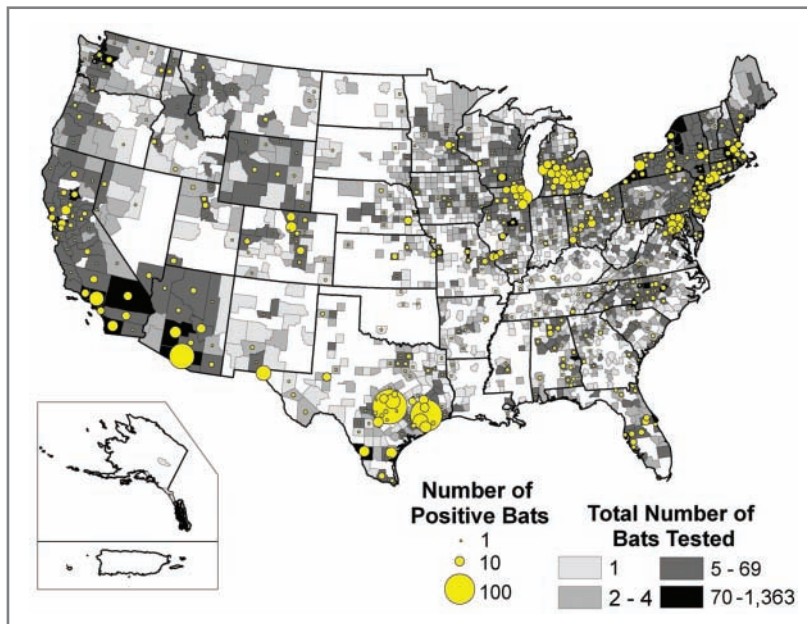 Number of
Positive Bats
1
10
100
Total Number of
Bats Tested
1
2 - 4
5 - 69
70 -1,363